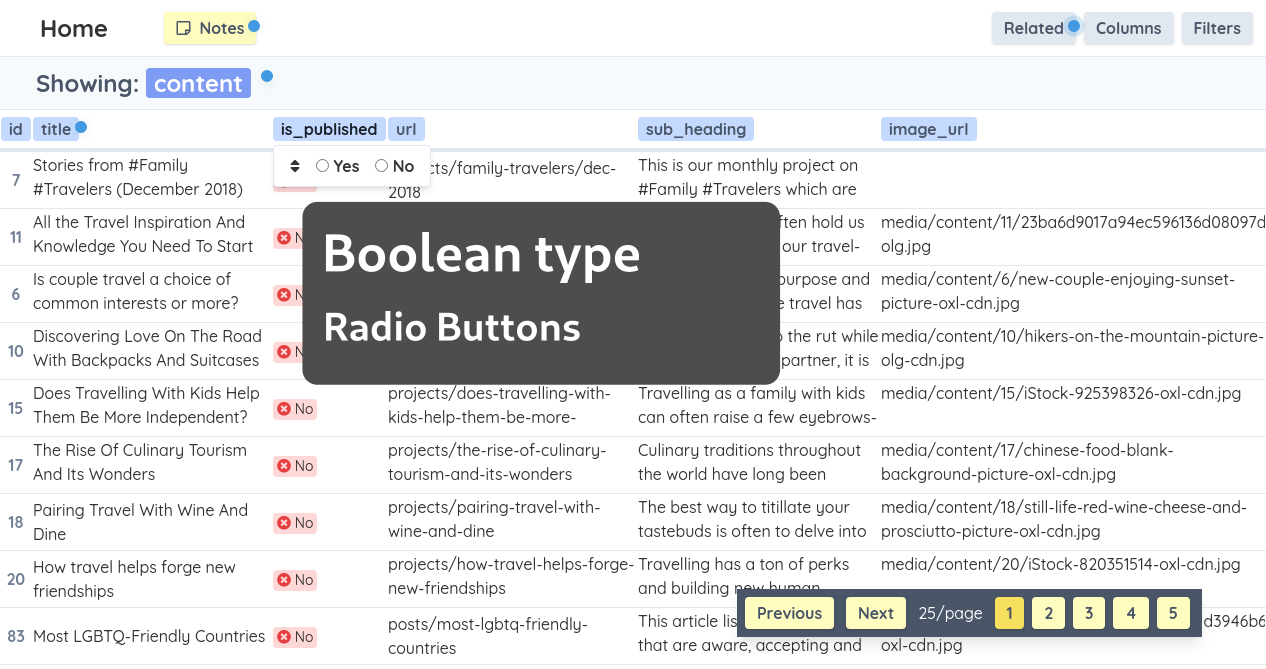 Home
Notes
Related
Columns
Filters
Showing: content
id
title
is_published
url
sub_heading
image_url
Yes
No
7
Stories from #Family
#Travelers (December 2018)
cts/family-travelers/dec-
2018
This is our monthly project on
#Family #Travelers which are
11
All the Travel Inspiration And
Knowledge You Need To Start
ften hold us
our travel-
media/content/11/23ba6d9017a94ec596136d08097d
olg.jpg
Boolean type
Radio Buttons
6
Is couple travel a choice of
common interests or more?
purpose and
travel has
media/content/6/new-couple-enjoying-sunset-
picture-oxl-cdn.jpg
10
Discovering Love On The Road
With Backpacks And Suitcases
the rut while
partner, it is
media/content/10/hikers-on-the-mountain-picture-
olg-cdn.jpg
15
Does Travelling With Kids Help
Them Be More Independent?
No
projects/does-travelling-with-
kids-help-them-be-more-
Travelling as a family with kids
can often raise a few eyebrows-
media/content/15/iStock-925398326-oxl-cdn.jpg
17
The Rise Of Culinary Tourism
And Its Wonders
No
projects/the-rise-of-culinary-
tourism-and-its-wonders
Culinary traditions throughout
the world have long been
media/content/17/chinese-food-blank-
background-picture-oxl-cdn.jpg
18
Pairing Travel With Wine And
Dine
No
projects/pairing-travel-with-
wine-and-dine
The best way to titillate your
tastebuds is often to delve into
media/content/18/still-life-red-wine-cheese-and-
prosciutto-picture-oxl-cdn.jpg
20
How travel helps forge new
friendships
No
projects/how-travel-helps-forge-
new-friendships
Travelling has a ton of perks
and building new human
media/content/20/iStock-820351514-oxl-cdn.jpg
83
Most LGBTQ-Friendly Countries
No
posts/most-lgbtq-friendly-
countries
This article lis
that are aware, accepting and
d3946b6
oxl-cdn.jpg
Previous
Next
25/page
1
2
3
4
5